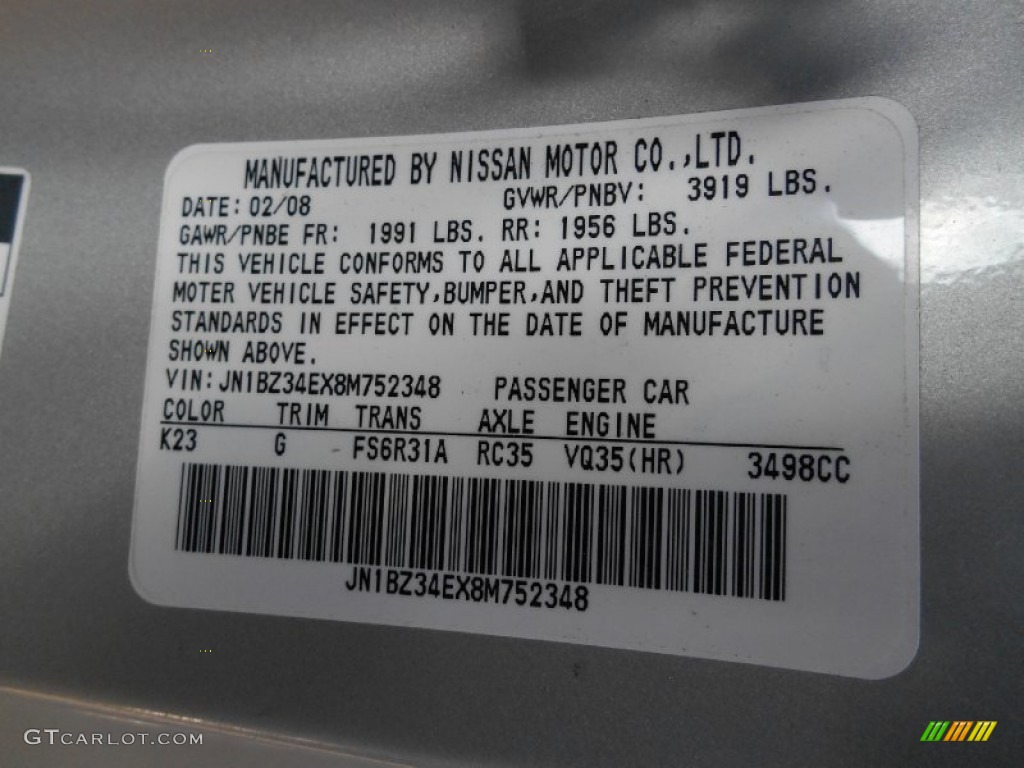 MANUFACTURED BY NISSAN MOTOR CO.,LTD.
DATE: 02/08 GVWR/PNBV: 3919 LBS.
GAWR/PNBE FR: 1991 LBS. RR: 1956 LBS.
THIS VEHICLE CONFORMS TO ALL APPLICABLE FEDERAL
MOTER VEHICLE SAFETY,BUMPER,AND THEFT PREVENTION
STANDARDS IN EFFECT ON THE DATE OF MANUFACTURE
SHOWN ABOVE.
VIN: JN1BZ34EX8M752348 PASSENGER CAR
COLOR TRIM TRANS AXLE ENGINE
K23 G - FS6R31A RC35 VQ35(HR) 3498CC
JN1BZ34EX8M752348
GTCARLOT.COM